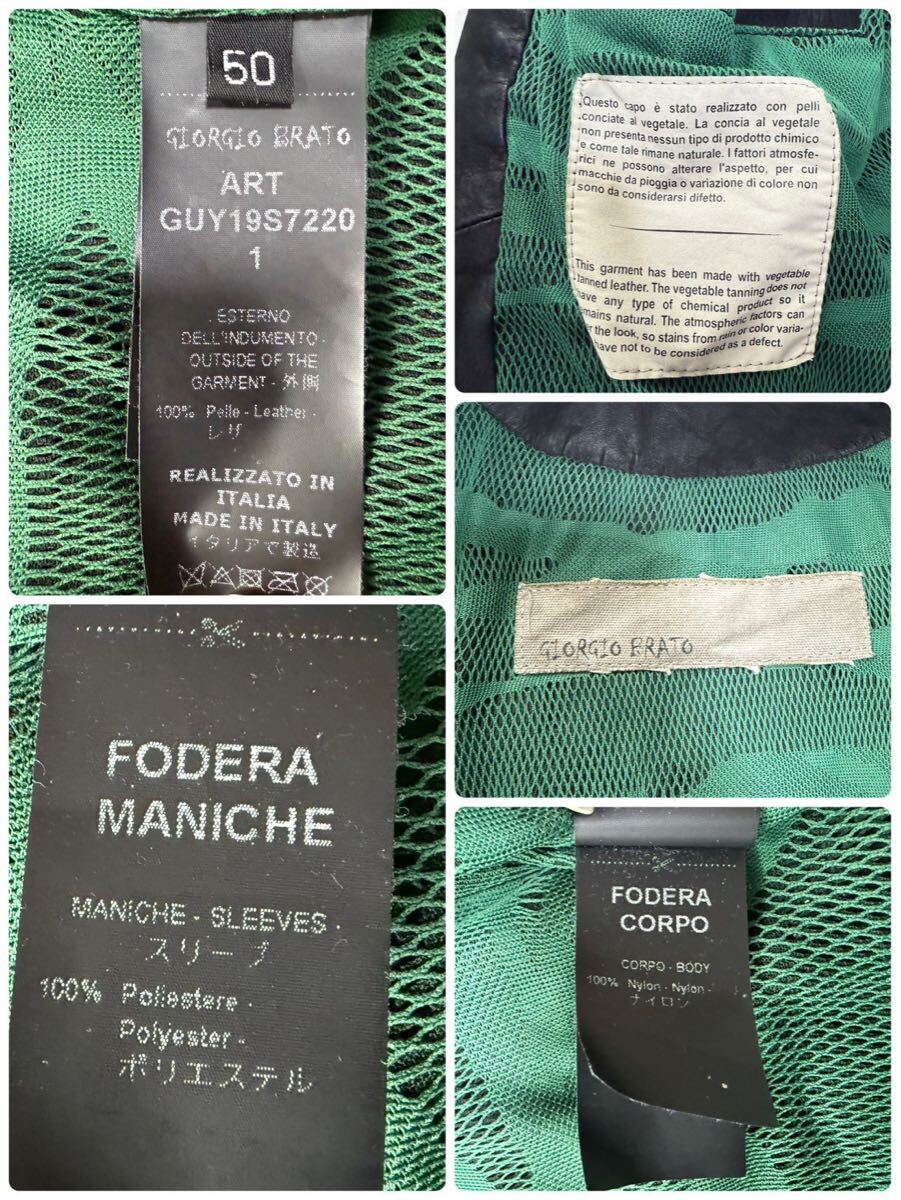 50
GIORGIO BRATO
ART
GUY19S7220
1
ESTERNO
DELL'INDUMENTO -
OUTSIDE OF THE
GARMENT - 外側
100% Pelle - Leather -
レザ
REALIZZATO IN
ITALIA
MADE IN ITALY
イタリアで製造
Questo capo è stato realizzato con pelli
conciate al vegetale. La concia al vegetale
non presenta nessun tipo di prodotto chimico
e come tale rimane naturale. I fattori atmosfe-
rici ne possono alterare l'aspetto, per cui
macchie da pioggia o variazione di colore non
sono da considerarsi difetto.
This garment has been made with vegetable
tanned leather. The vegetable tanning does not
have any type of chemical product so it
mains natural. The atmospheric factors can
r the look, so stains from rain or color varia-
have not to be considered as a defect.
GIORGIO BRATO
FODERA
MANICHE
MANICHE - SLEEVES -
スリーブ
100% Poliestere -
Polyester -
ポリエステル
FODERA
CORPO
CORPO - BODY
100% Nylon - Nylon -
ナイロン